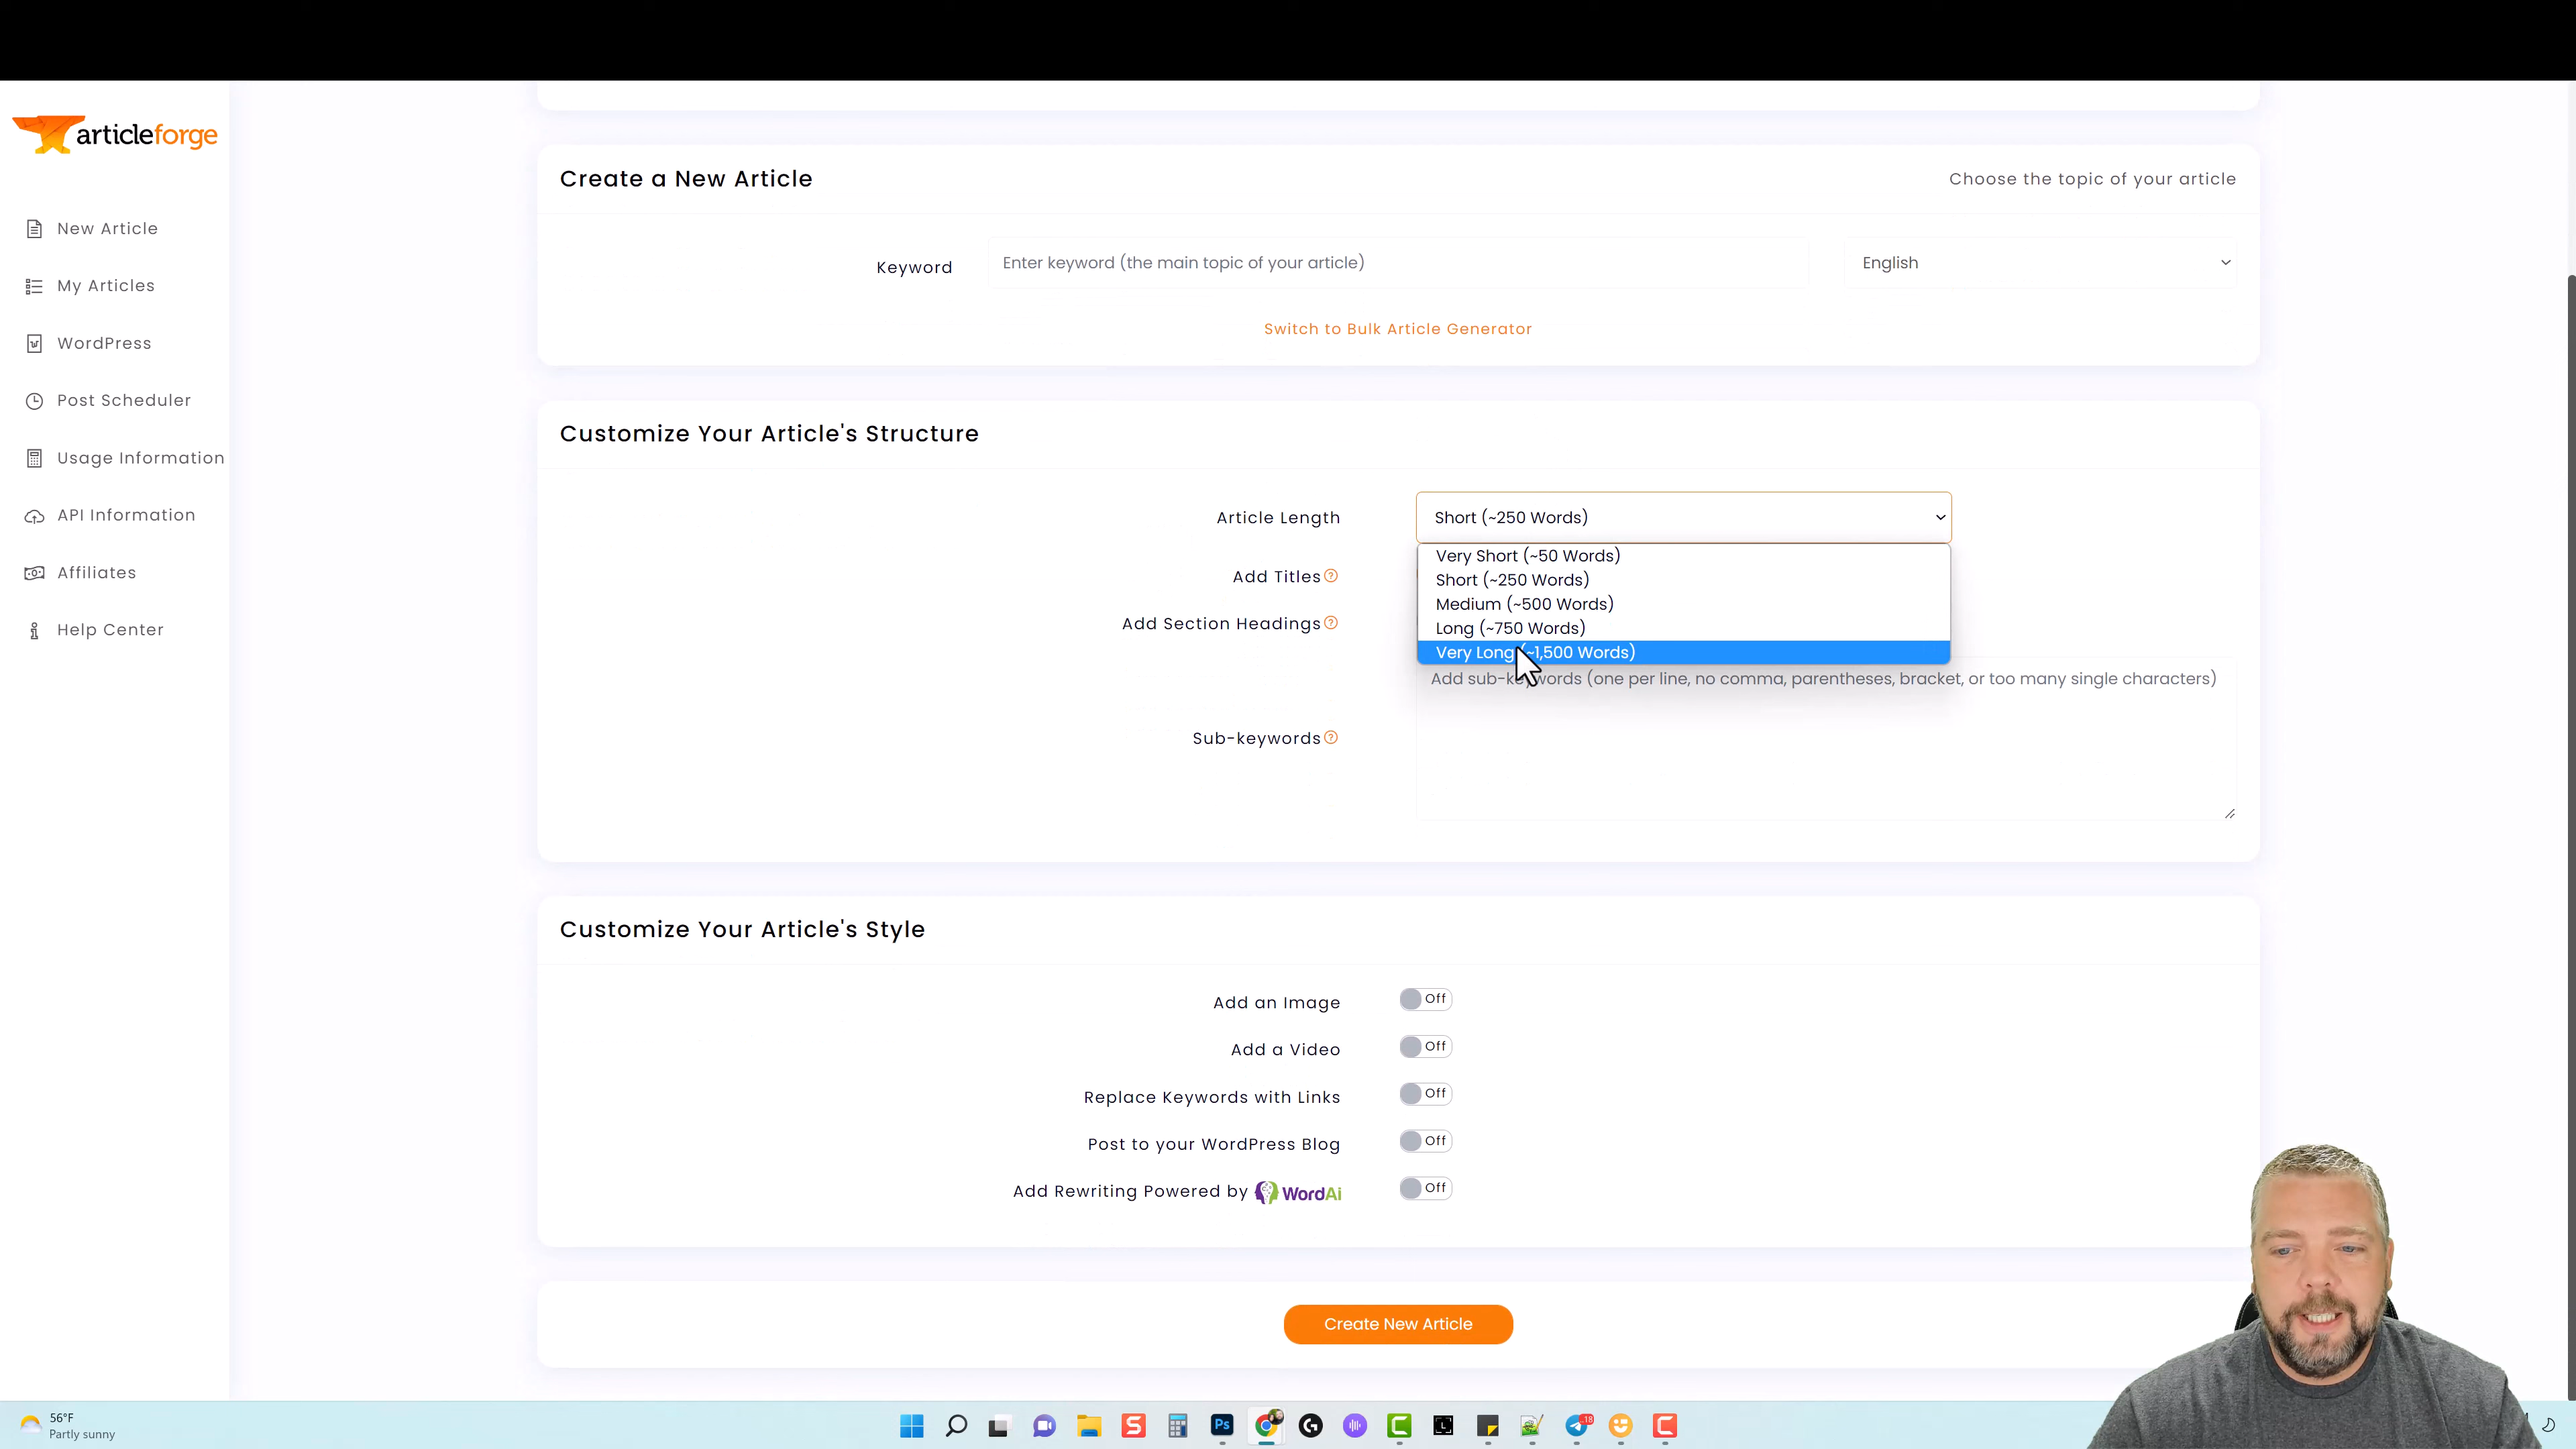 articleforge
New Article
My Articles
WordPress
Post Scheduler
Usage Information
API Information
Affiliates
Help Center
Create a New Article
Choose the topic of your article
Keyword
Enter keyword (the main topic of your article)
English
Switch to Bulk Article Generator
Customize Your Article's Structure
Article Length
Short (~250 Words)
Very Short (~50 Words)
Short (~250 Words)
Medium (~500 Words)
Long (~750 Words)
Very Long (~1,500 Words)
Add Titles
Add Section Headings
Add sub-keywords (one per line, no comma, parentheses, bracket, or too many single characters)
Sub-keywords
Customize Your Article's Style
Add an Image Off
Add a Video Off
Replace Keywords with Links Off
Post to your WordPress Blog Off
Add Rewriting Powered by WordAi Off
Create New Article
56°F
Partly sunny
Ps
18